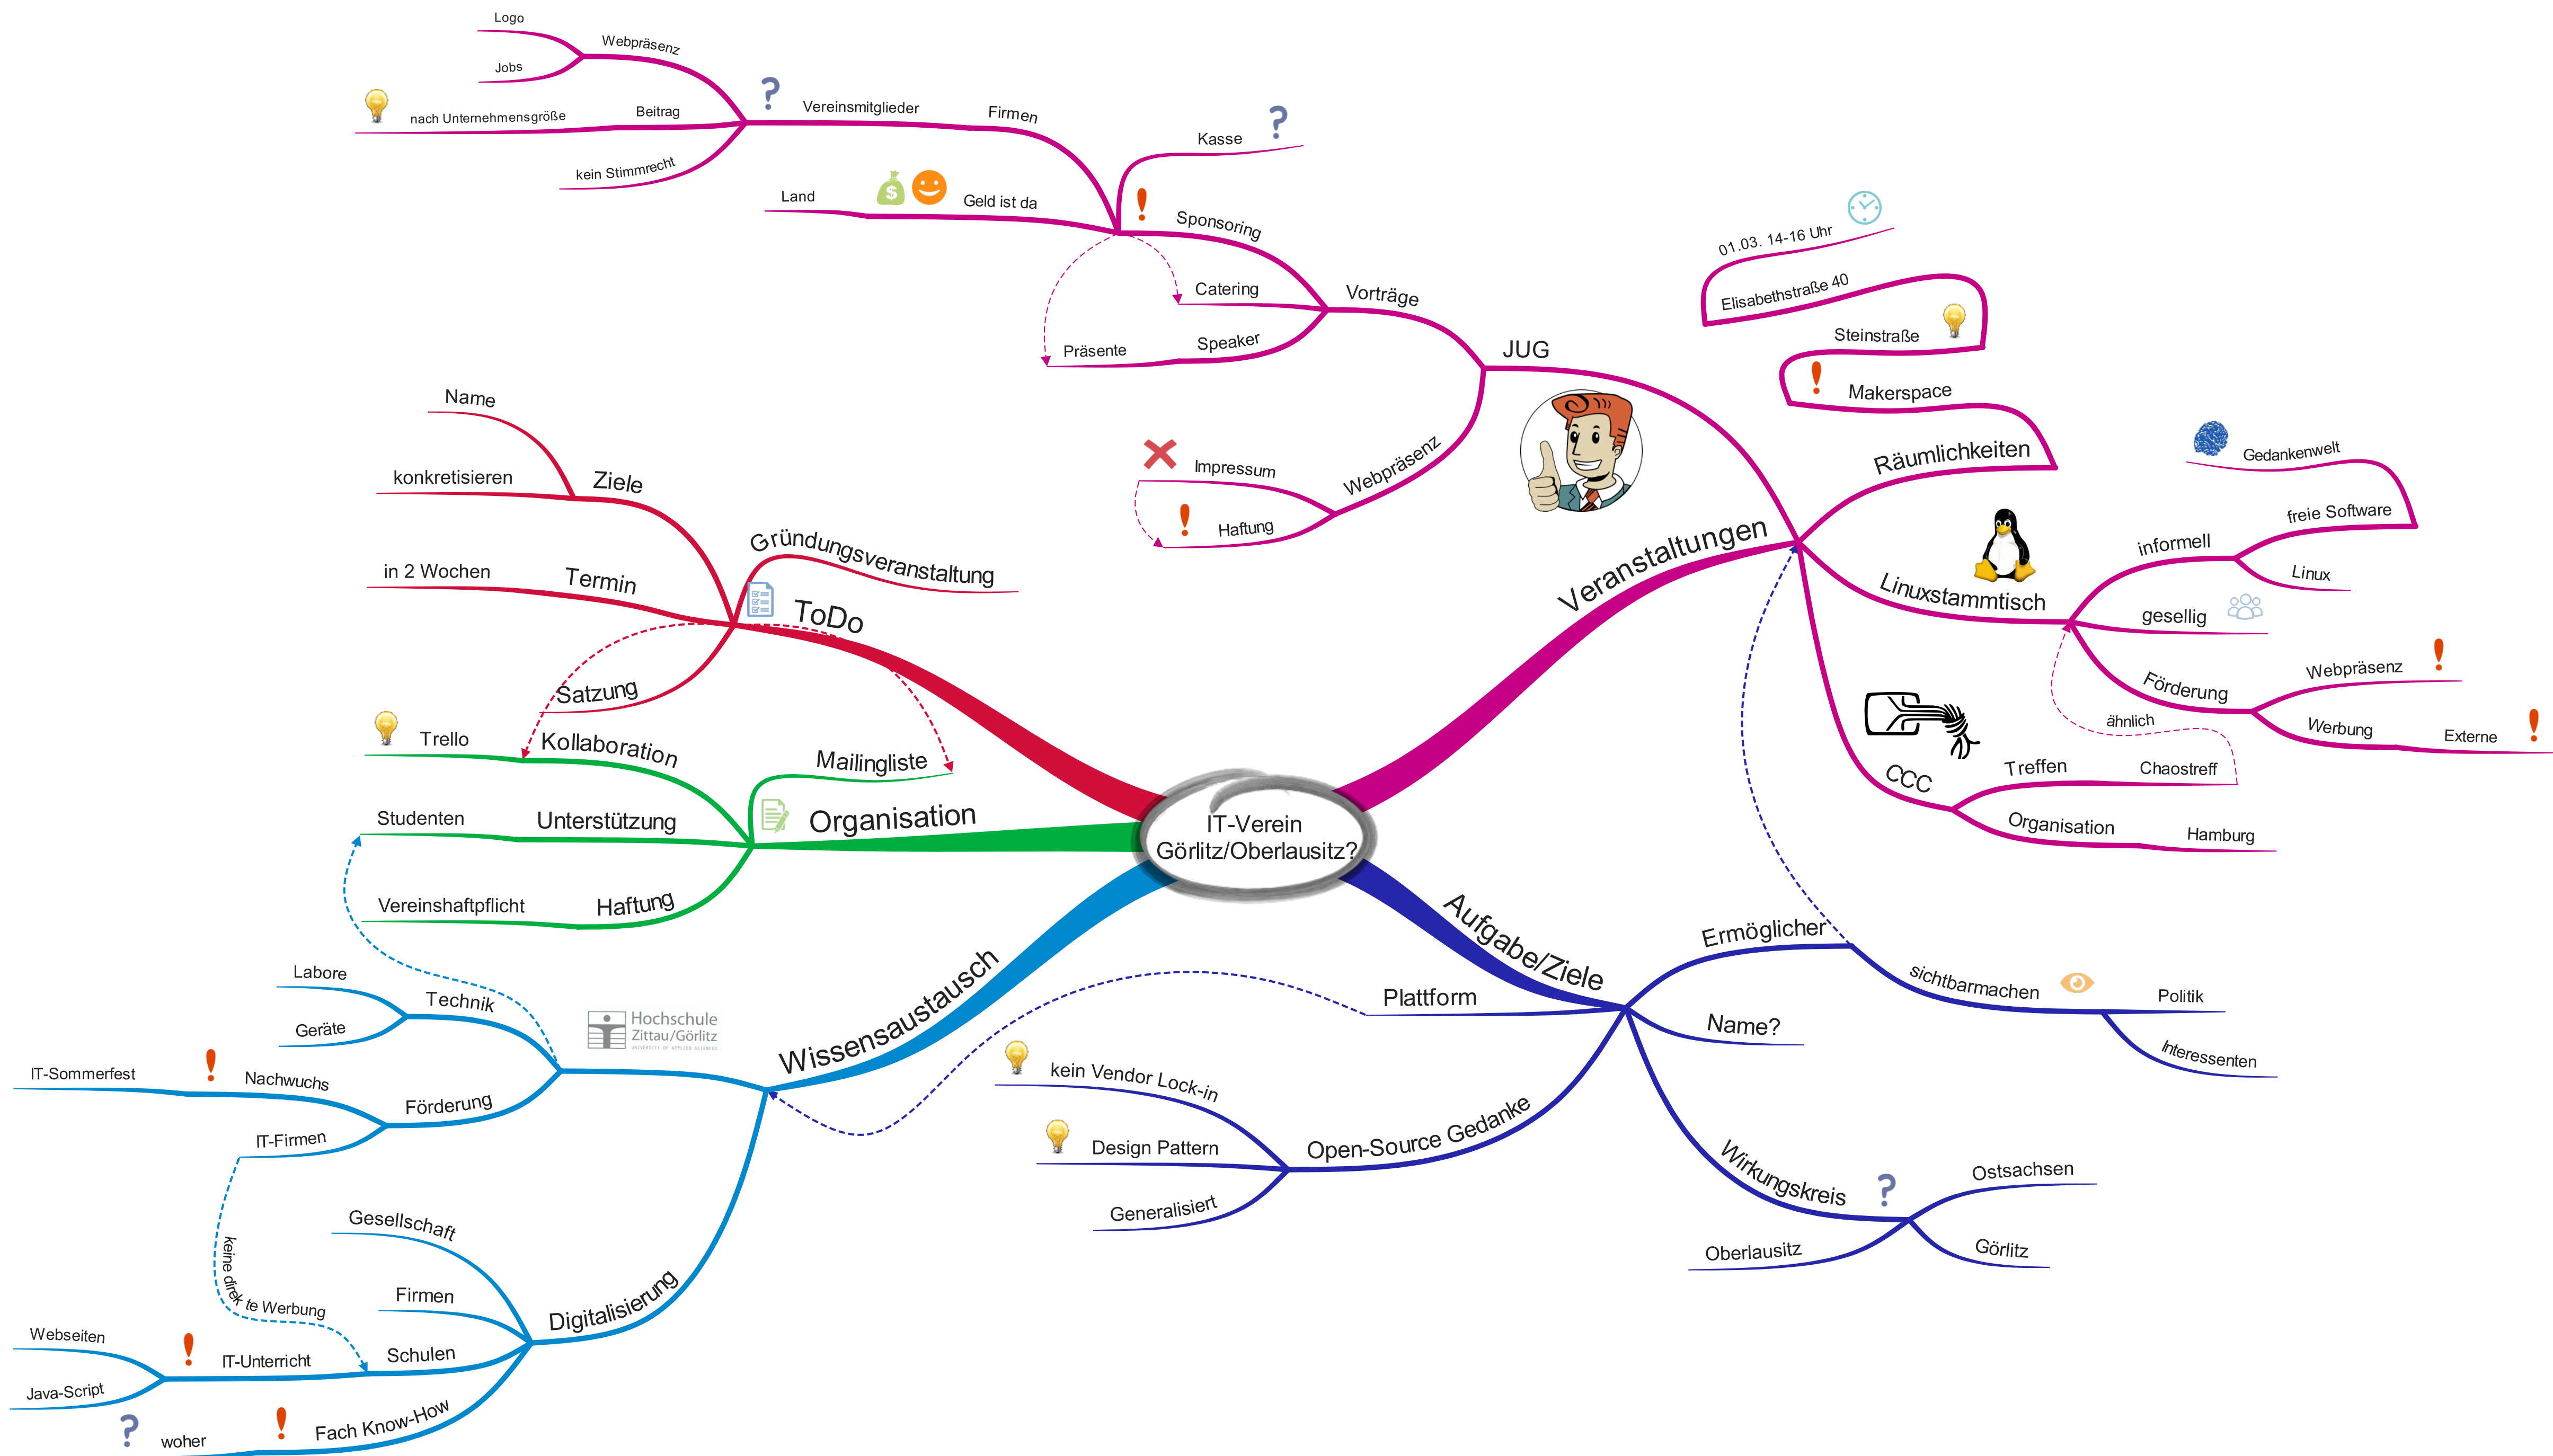 IT-Verein
Görlitz/Oberlausitz?
Veranstaltungen
JUG
Vorträge
Sponsoring
Kasse
Firmen
Vereinsmitglieder
Webpräsenz
Logo
Jobs
Beitrag
nach Unternehmensgröße
kein Stimmrecht
Geld ist da
Land
Catering
Speaker
Präsente
Webpräsenz
Impressum
Haftung
Räumlichkeiten
Makerspace
Steinstraße
Elisabethstraße 40
01.03. 14-16 Uhr
Linuxstammtisch
informell
freie Software
Gedankenwelt
Linux
gesellig
Förderung
Webpräsenz
Werbung
Externe
ähnlich
CCC
Treffen
Chaostreff
Organisation
Hamburg
Aufgabe/Ziele
Ermöglicher
sichtbarmachen
Politik
Interessenten
Name?
Wirkungskreis
Ostsachsen
Görlitz
Oberlausitz
Open-Source Gedanke
kein Vendor Lock-in
Design Pattern
Generalisiert
Plattform
ToDo
Gründungsveranstaltung
Ziele
Name
konkretisieren
Termin
in 2 Wochen
Satzung
Organisation
Mailingliste
Kollaboration
Trello
Unterstützung
Studenten
Haftung
Vereinshaftpflicht
Wissensaustausch
Hochschule
Zittau/Görlitz
UNIVERSITY OF APPLIED SCIENCES
Technik
Labore
Geräte
Förderung
Nachwuchs
IT-Sommerfest
IT-Firmen
keine direkte Werbung
Digitalisierung
Gesellschaft
Firmen
Schulen
IT-Unterricht
Webseiten
Java-Script
Fach Know-How
woher